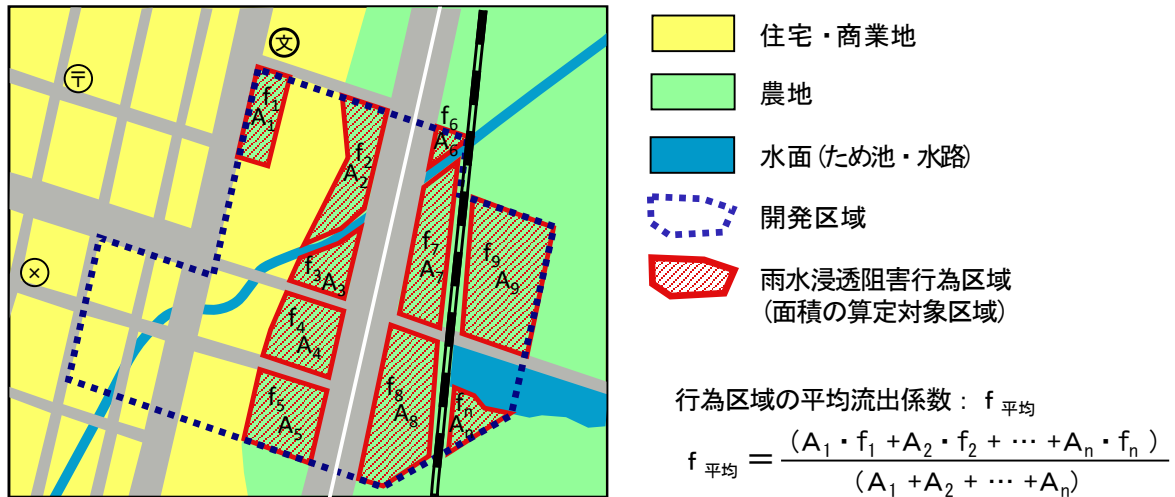 文
〒
×
f1
A1
f2
A2
f3
A3
f4
A4
f5
A5
f6
A6
f7
A7
f8
A8
f9
A9
fn
An
住宅・商業地
農地
水面(ため池・水路)
開発区域
雨水浸透阻害行為区域
(面積の算定対象区域)
行為区域の平均流出係数: f 平均
f 平均 = (A1・f1 +A2・f2 + … +An・fn ) / (A1 +A2 + … +An)